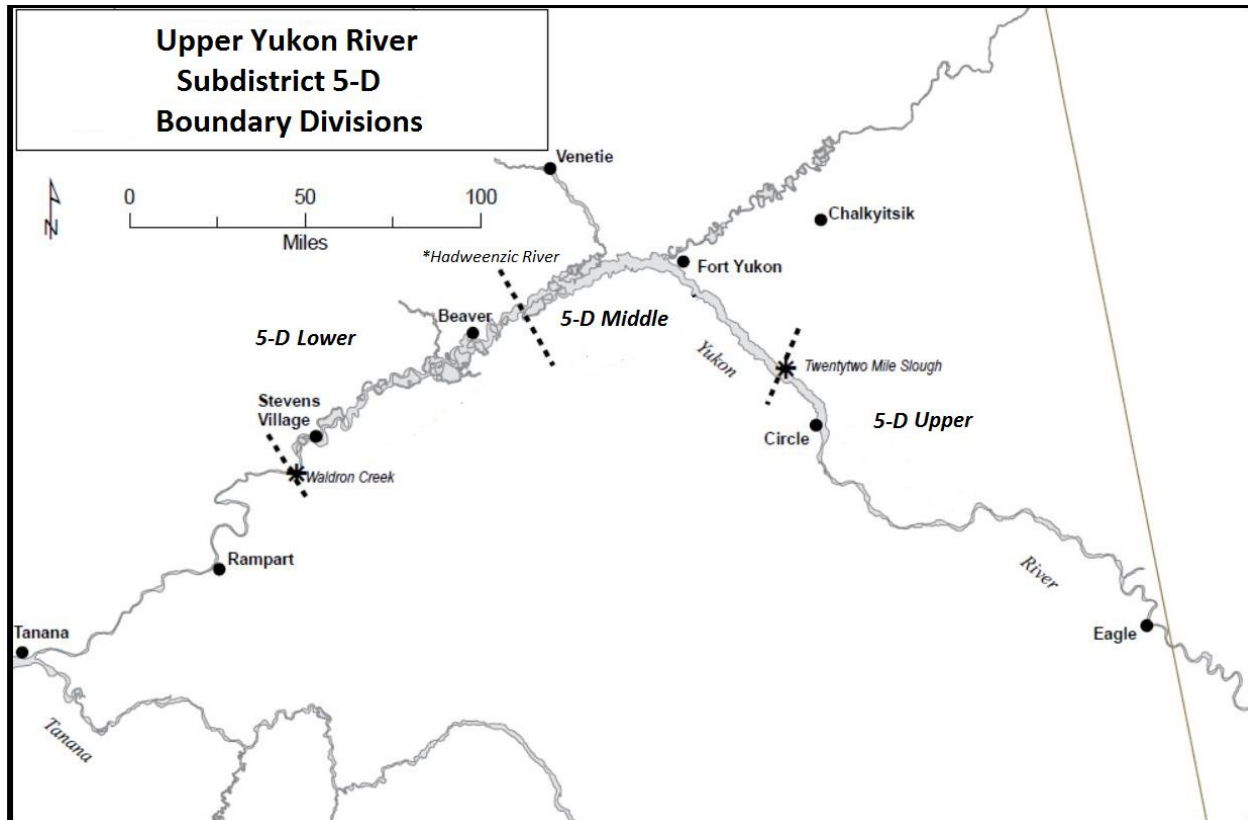 Upper Yukon River
Subdistrict 5-D
Boundary Divisions
Venetie
N
0 50 100
Miles
Chalkyitsik
*Hadweenzic River
Fort Yukon
Beaver
5-D Middle
5-D Lower
Yukon
Twentytwo Mile Slough
Stevens
Village
5-D Upper
Circle
Waldron Creek
Rampart
River
Tanana
Eagle
Tanana